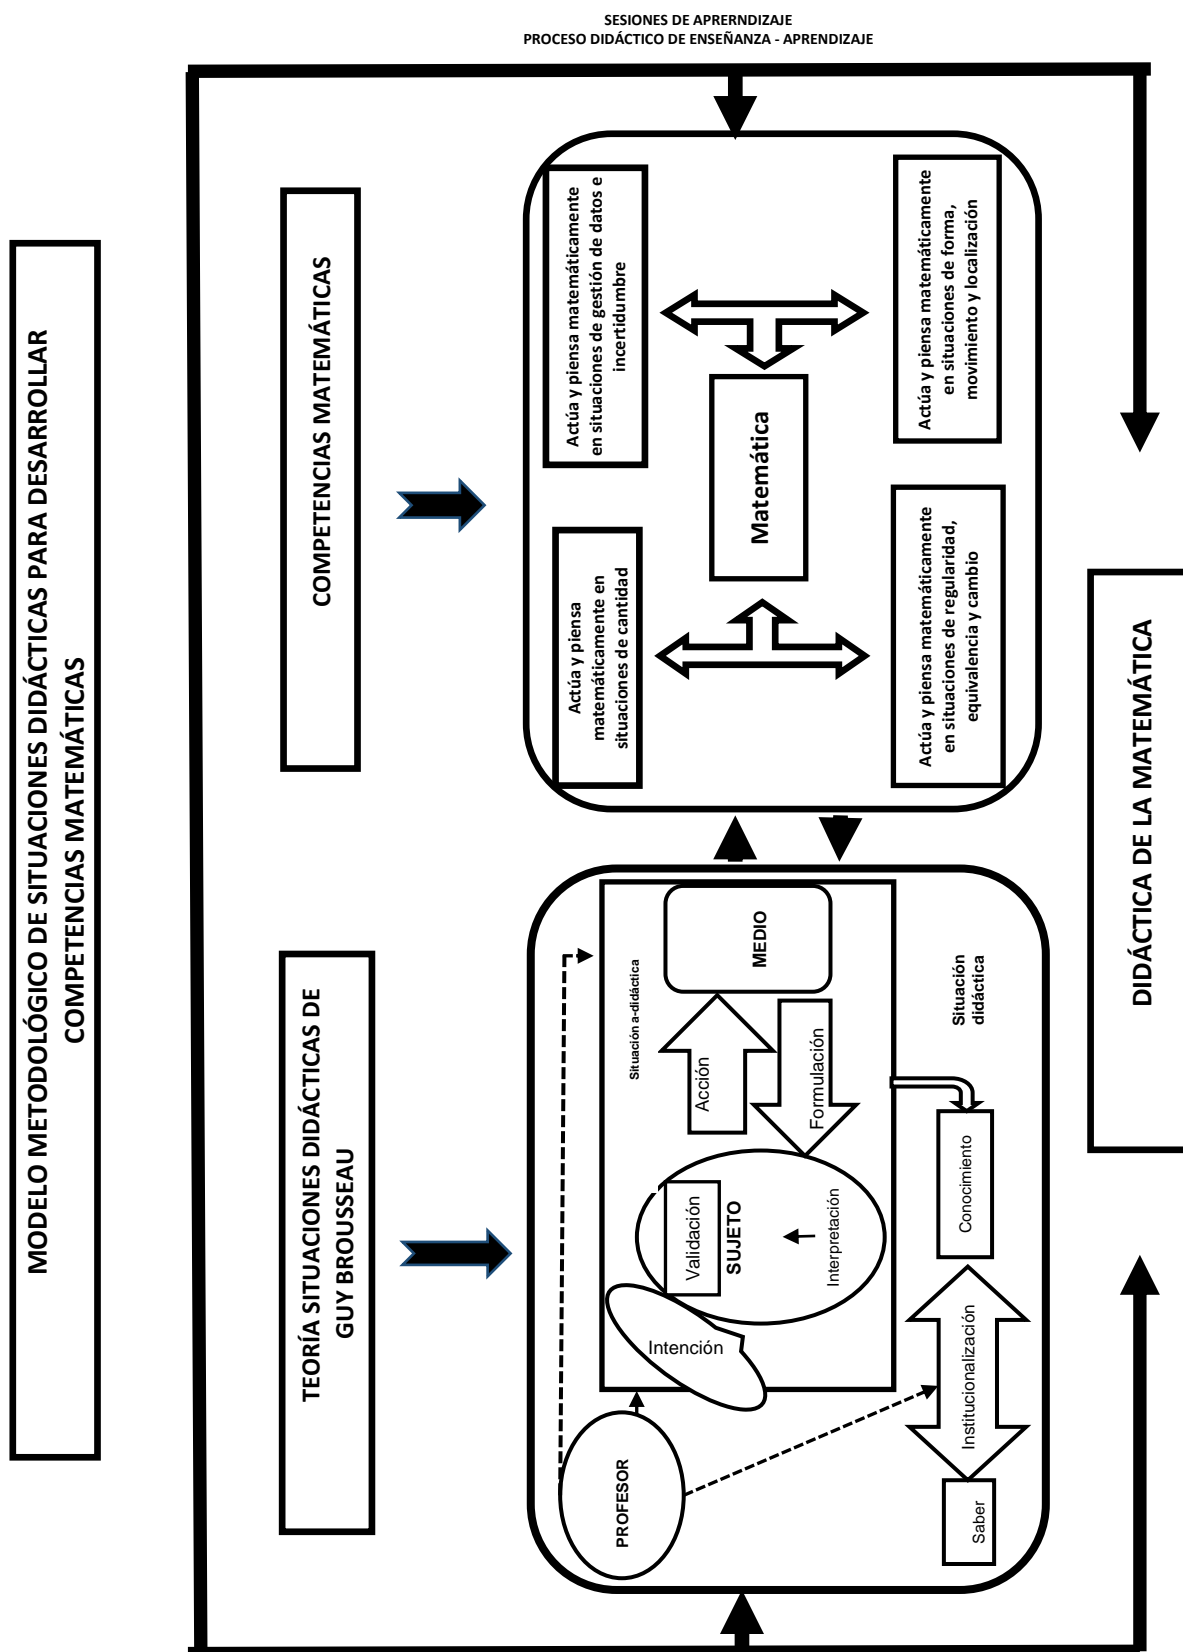 SESIONES DE APRERNDIZAJE
PROCESO DIDÁCTICO DE ENSEÑANZA - APRENDIZAJE
MODELO METODOLÓGICO DE SITUACIONES DIDÁCTICAS PARA DESARROLLAR
COMPETENCIAS MATEMÁTICAS
TEORÍA SITUACIONES DIDÁCTICAS DE
GUY BROUSSEAU
COMPETENCIAS MATEMÁTICAS
PROFESOR
Intención
Validación
SUJETO
Interpretación
Situación a-didáctica
Acción
Formulación
MEDIO
Situación
didáctica
Saber
Institucionalización
Conocimiento
Actúa y piensa
matemáticamente en
situaciones de cantidad
Actúa y piensa matemáticamente
en situaciones de gestión de datos e
incertidumbre
Matemática
Actúa y piensa matemáticamente
en situaciones de regularidad,
equivalencia y cambio
Actúa y piensa matemáticamente
en situaciones de forma,
movimiento y localización
DIDÁCTICA DE LA MATEMÁTICA